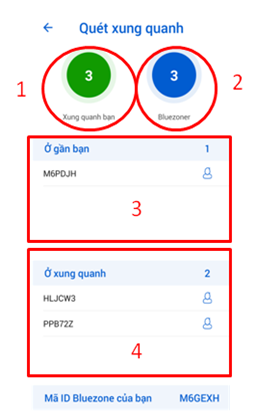 Quét xung quanh
1
3
3
2
Xung quanh bạn
Bluezoner
Ở gần bạn 1
M6PDJH
3
Ở xung quanh 2
HLJCW3
PPB72Z
4
Mã ID Bluezone của bạn M6GEXH